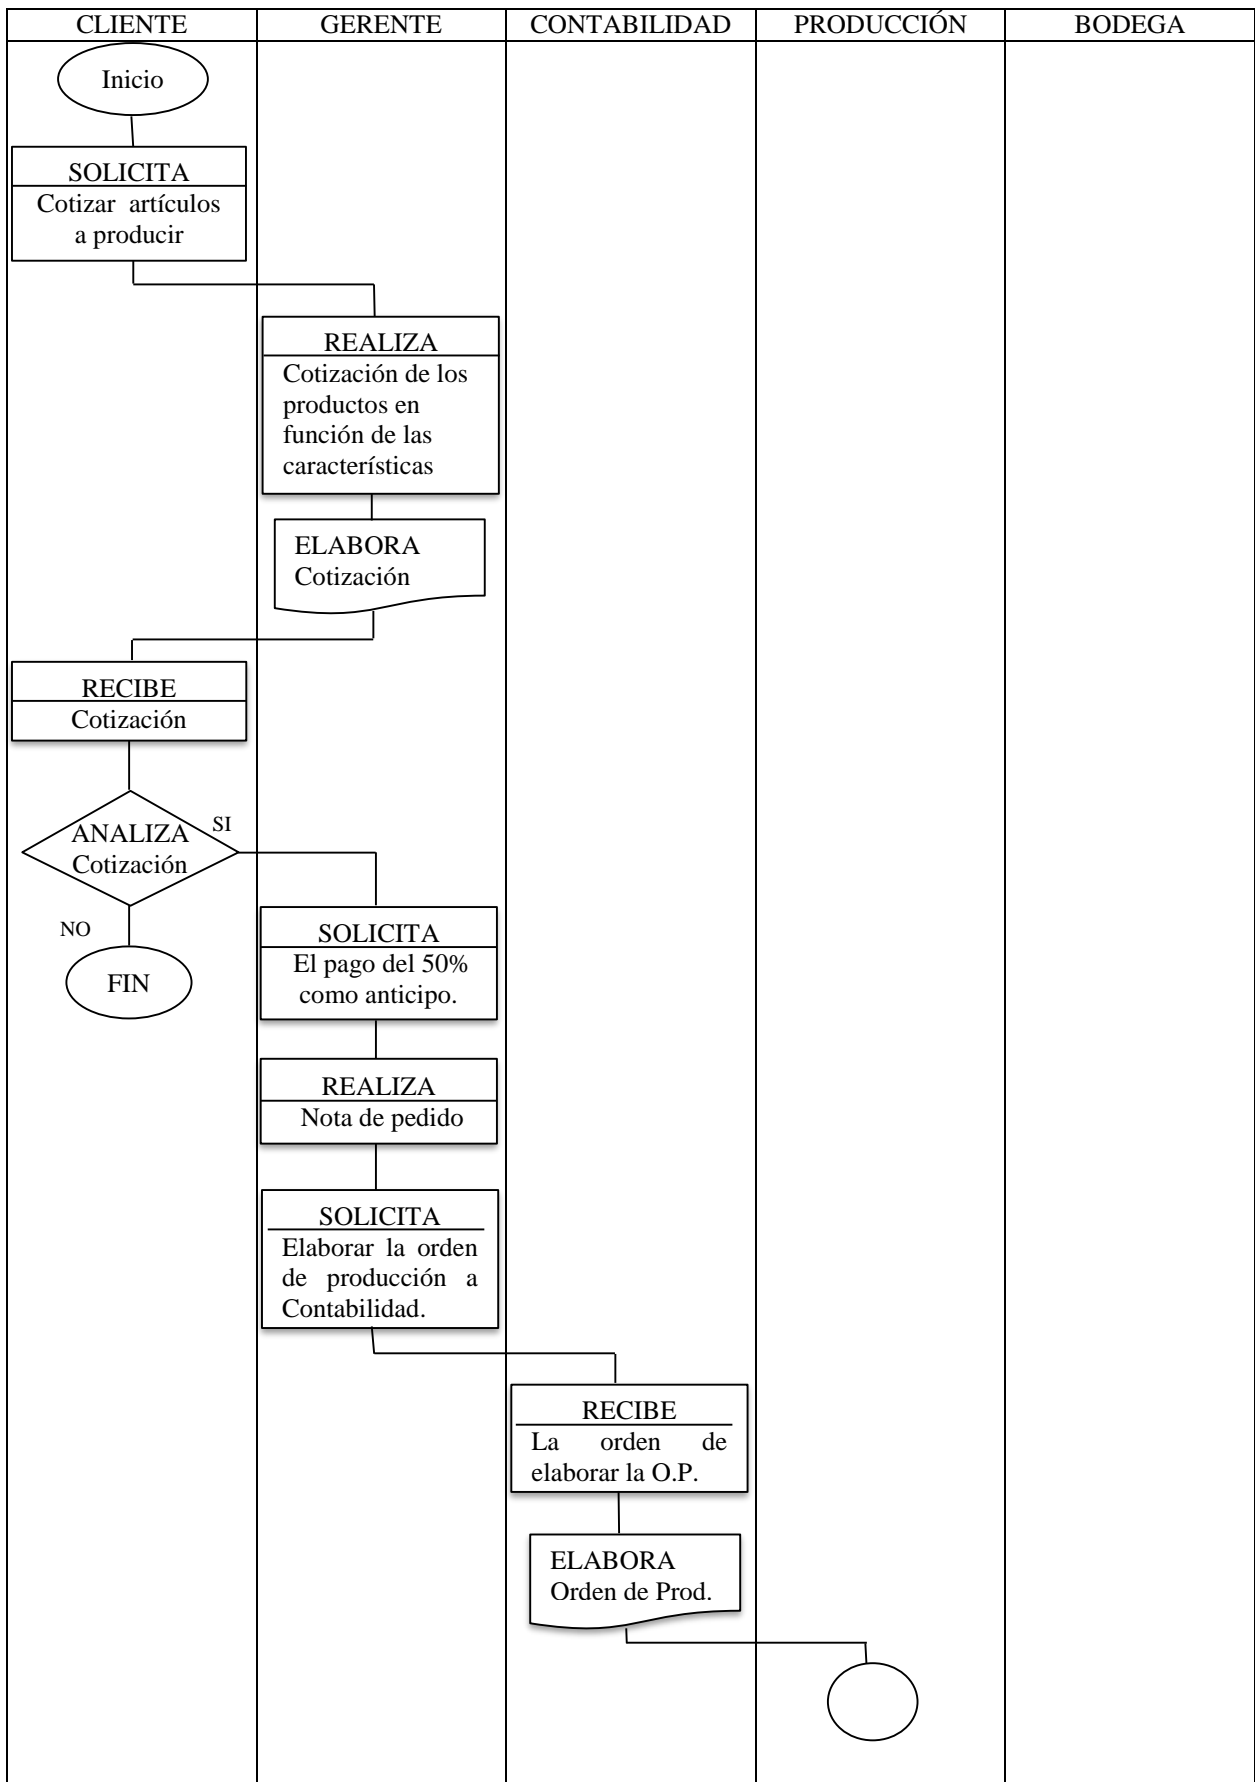 CLIENTE
GERENTE
CONTABILIDAD
PRODUCCIÓN
BODEGA
Inicio
SOLICITA
Cotizar artículos
a producir
REALIZA
Cotización de los
productos en
función de las
características
ELABORA
Cotización
RECIBE
Cotización
ANALIZA
Cotización
SI
NO
FIN
SOLICITA
El pago del 50%
como anticipo.
REALIZA
Nota de pedido
SOLICITA
Elaborar la orden
de producción a
Contabilidad.
RECIBE
La orden de
elaborar la O.P.
ELABORA
Orden de Prod.